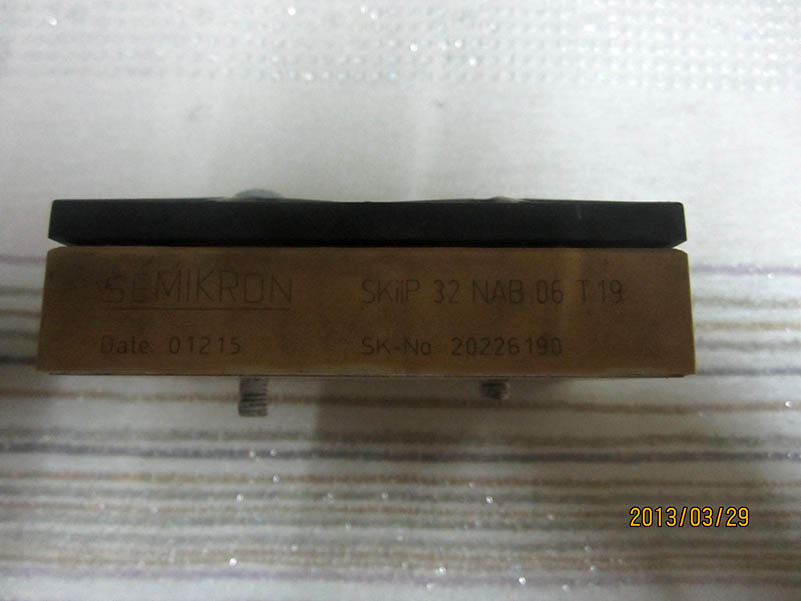 SEMIKRON SKiiP 32 NAB 06 T19
Date 01215 SK-No 20226190
2013/03/29